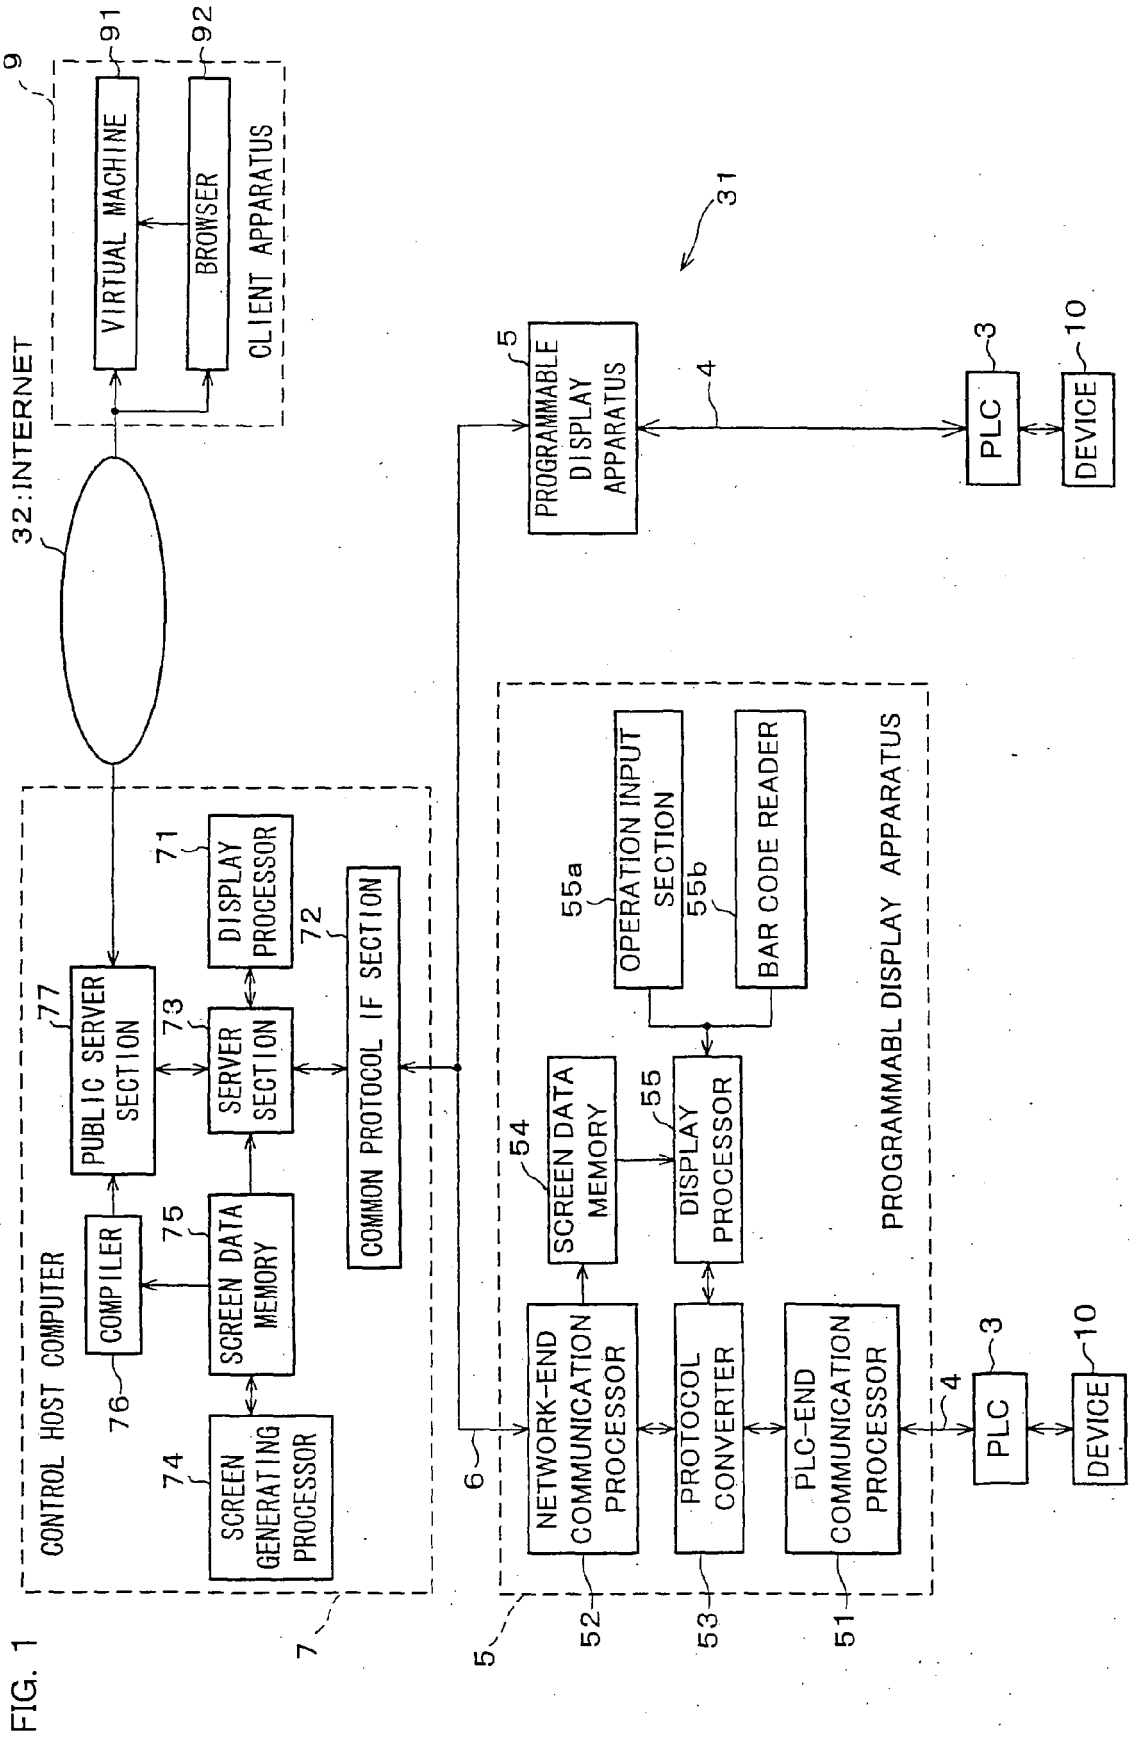 FIG. 1
7
CONTROL HOST COMPUTER
74
SCREEN
GENERATING
PROCESSOR
76
COMPILER
75
SCREEN DATA
MEMORY
77
PUBLIC SERVER
SECTION
73
SERVER
SECTION
71
DISPLAY
PROCESSOR
72
COMMON PROTOCOL IF SECTION
32:INTERNET
9
VIRTUAL MACHINE
91
BROWSER
92
CLIENT APPARATUS
6
5
52
NETWORK-END
COMMUNICATION
PROCESSOR
53
PROTOCOL
CONVERTER
51
PLC-END
COMMUNICATION
PROCESSOR
54
SCREEN DATA
MEMORY
55
DISPLAY
PROCESSOR
55a
OPERATION INPUT
SECTION
55b
BAR CODE READER
PROGRAMMABL DISPLAY APPARATUS
4
PLC
3
DEVICE
10
PROGRAMMABLE
DISPLAY
APPARATUS
5
31
4
PLC
3
DEVICE
10